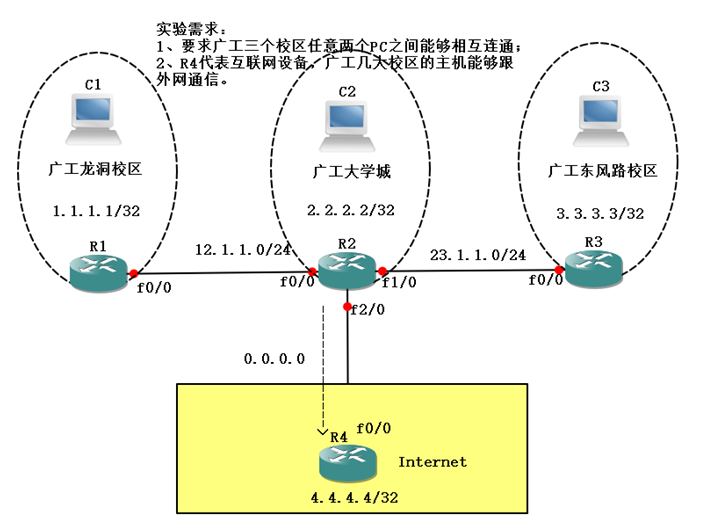 实验需求:
1、要求广工三个校区任意两个PC之间能够相互连通;
2、R4代表互联网设备,广工几大校区的主机能够跟
外网通信。
C1
C2
C3
广工龙洞校区
广工大学城
广工东风路校区
1.1.1.1/32
2.2.2.2/32
3.3.3.3/32
R1
12.1.1.0/24
R2
23.1.1.0/24
R3
f0/0
f0/0
f1/0
f0/0
f2/0
0.0.0.0
f0/0
R4
Internet
4.4.4.4/32